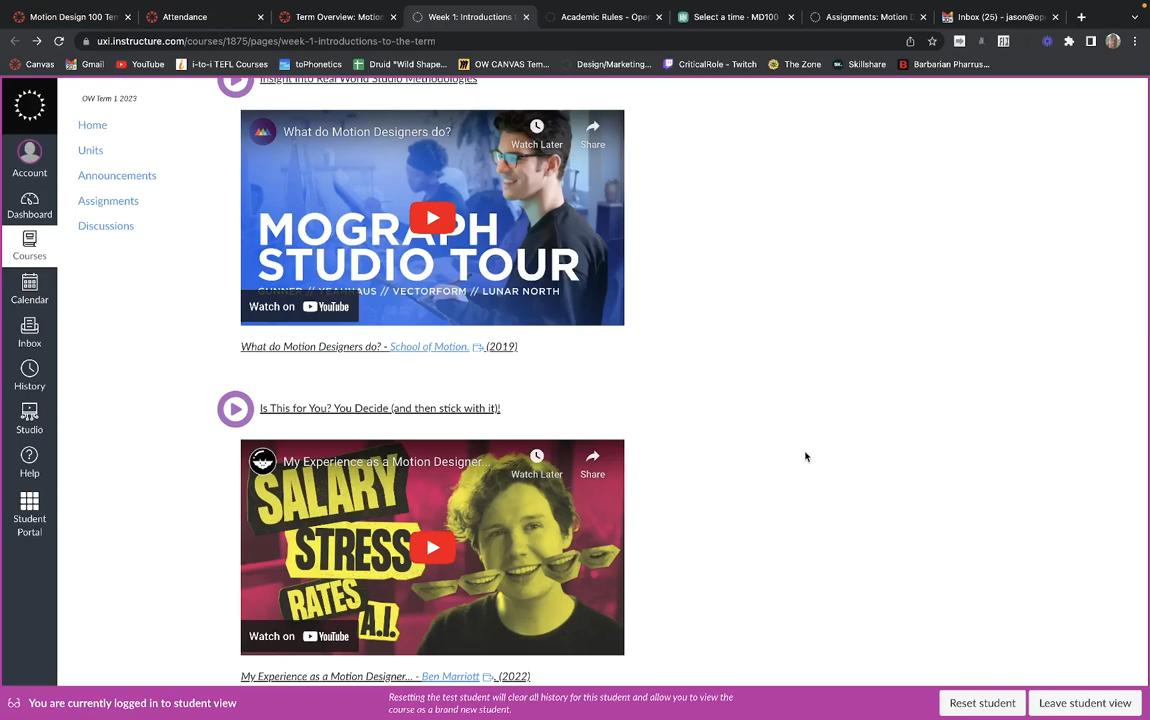 Motion Design 100 Ter
Attendance
Term Overview: Motion
Week 1: Introductions
Academic Rules - Ope
Select a time · MD100
Assignments: Motion D
Inbox (25) - jason@op
uxi.instructure.com/courses/1875/pages/week-1-introductions-to-the-term
Canvas
Gmail
YouTube
i-to-i TEFL Courses
toPhonetics
Druid "Wild Shape...
OW CANVAS Tem...
Design/Marketing...
CriticalRole - Twitch
The Zone
Skillshare
Barbarian Pharrus...
OW Term 1 2023
Home
Units
Announcements
Assignments
Discussions
Account
Dashboard
Courses
Calendar
Inbox
History
Studio
Help
Student
Portal
Insight Into Real World Studio Methodologies
What do Motion Designers do?
Watch Later
Share
MOGRAPH
STUDIO TOUR
GUNNER // YEAHHAUS // VECTORFORM // LUNAR NORTH
Watch on YouTube
What do Motion Designers do? - School of Motion. (2019)
Is This for You? You Decide (and then stick with it)!
My Experience as a Motion Designer...
Watch Later
Share
SALARY
STRESS
RATES
A.I.
Watch on YouTube
My Experience as a Motion Designer... - Ben Marriott . (2022)
You are currently logged in to student view
Resetting the test student will clear all history for this student and allow you to view the
course as a brand new student.
Reset student
Leave student view